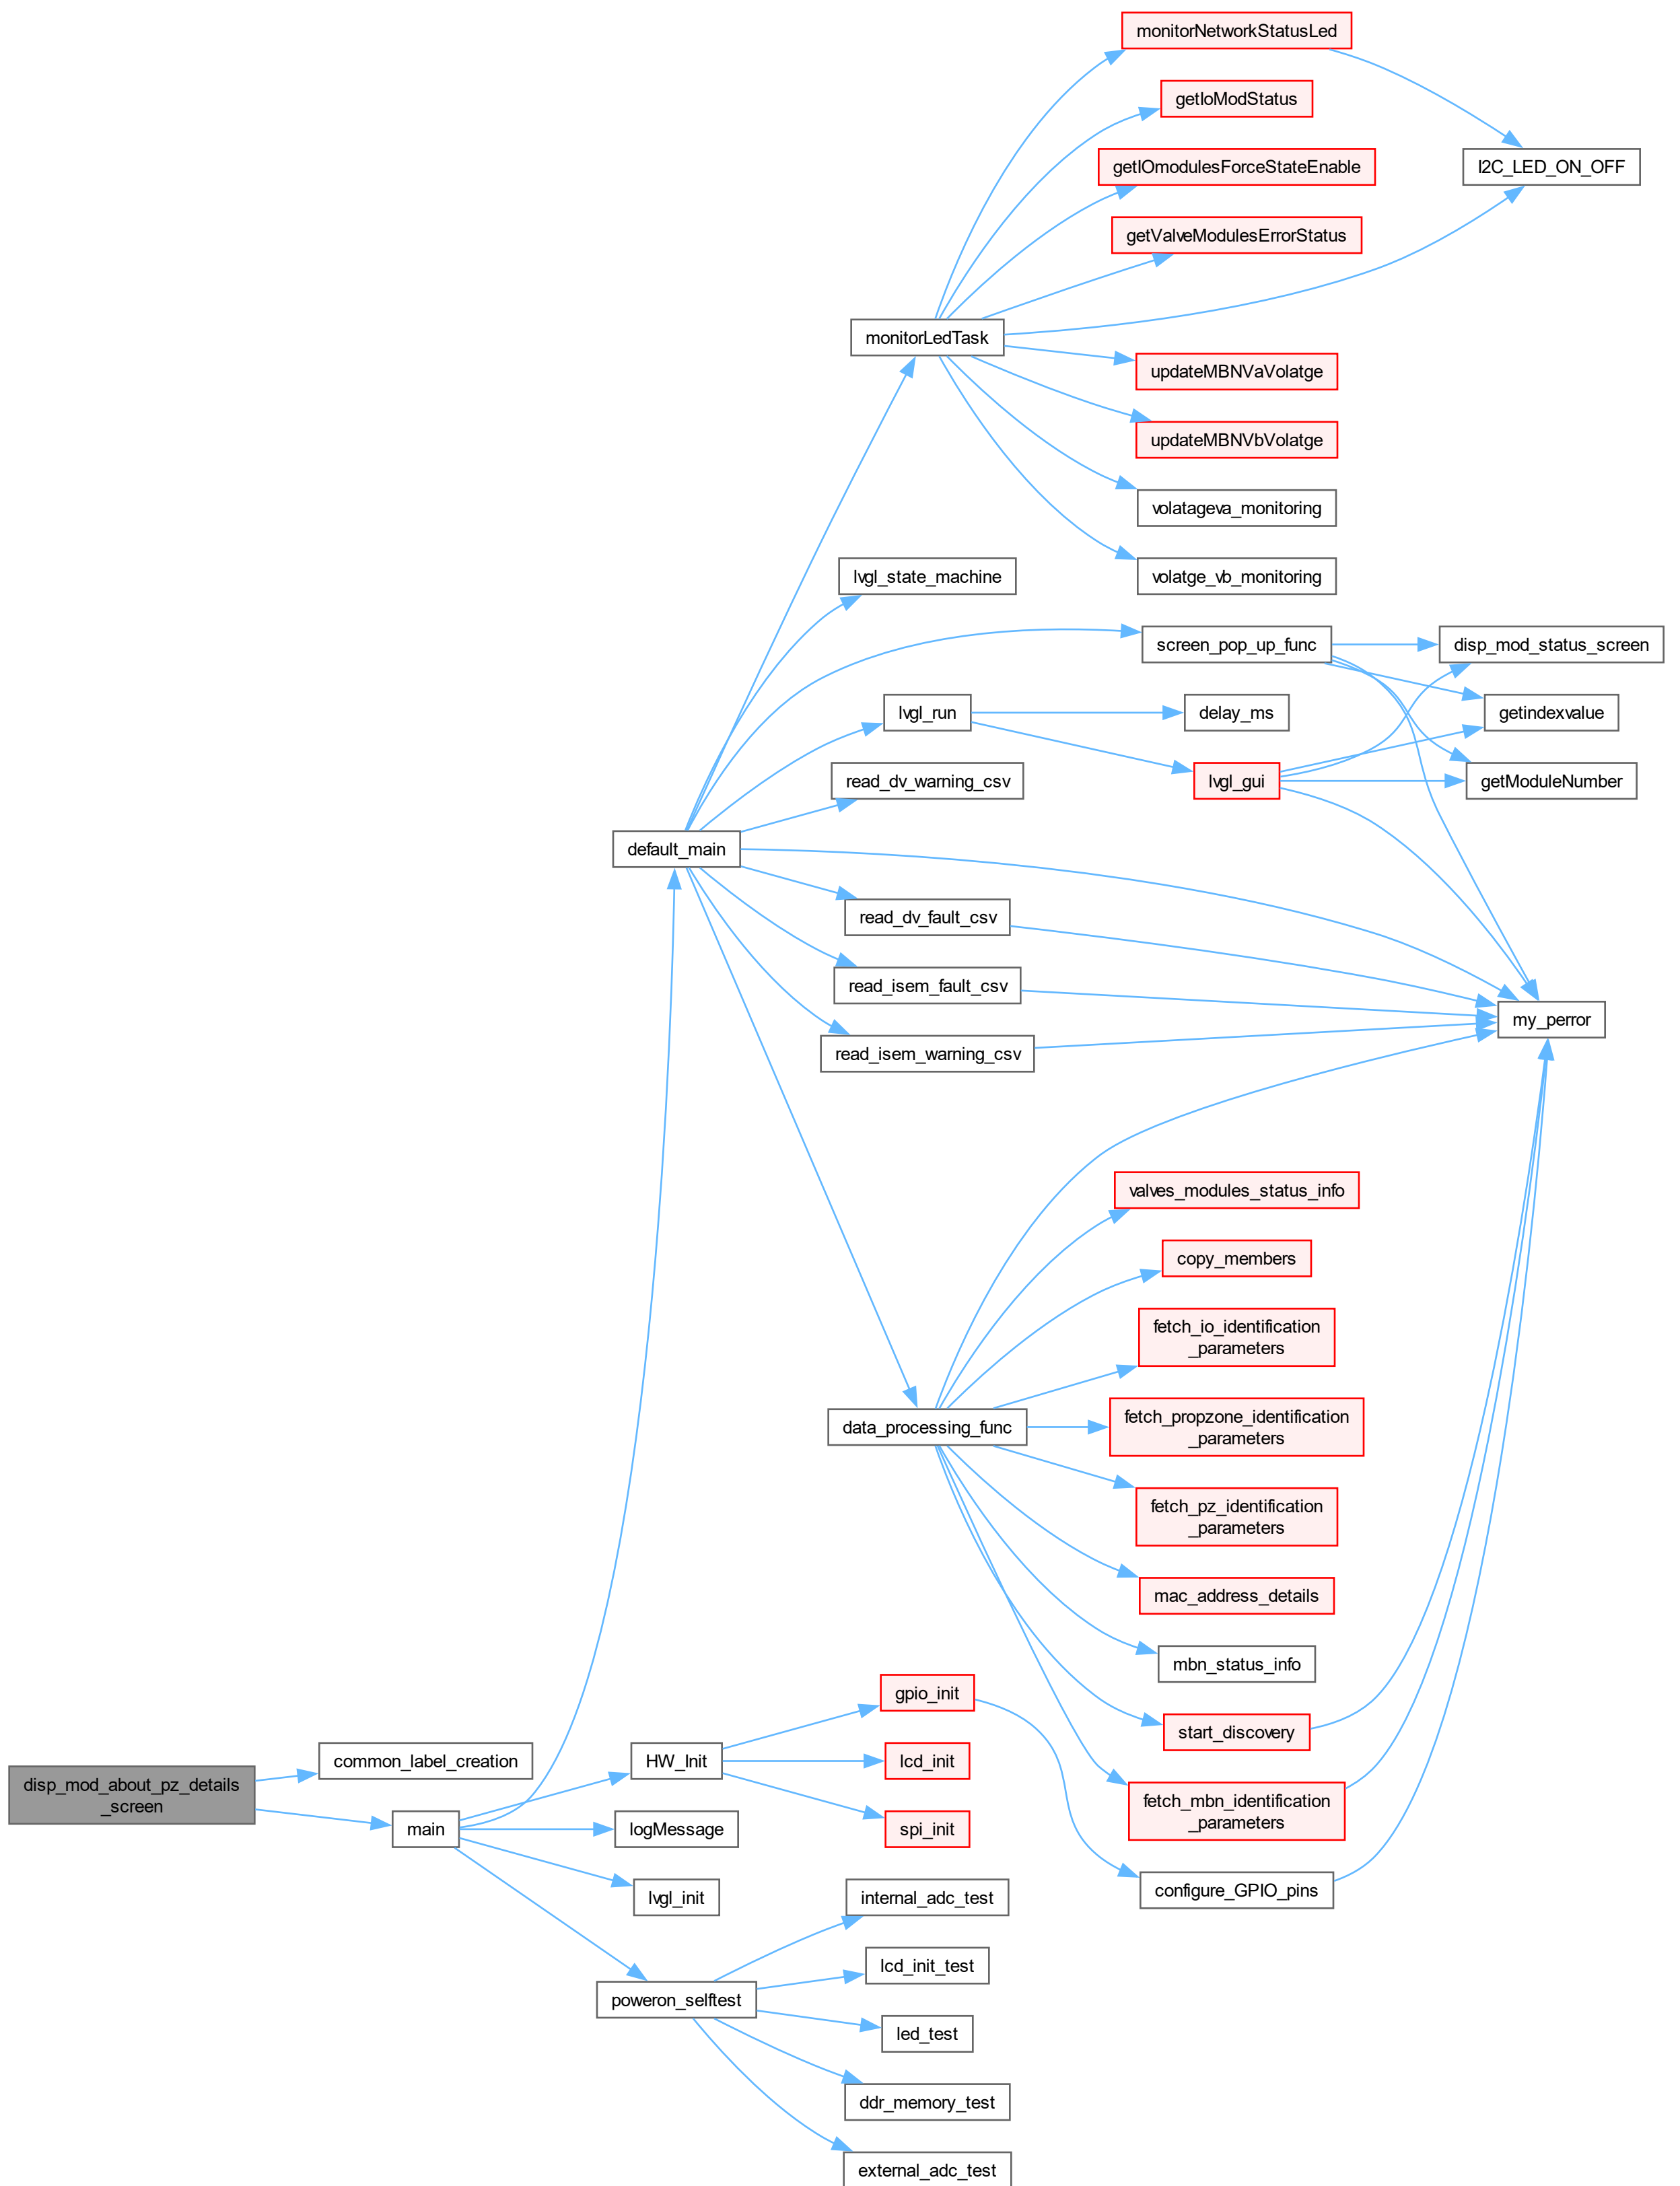 monitorNetworkStatusLed
getIoModStatus
getIOmodulesForceStateEnable
I2C_LED_ON_OFF
getValveModulesErrorStatus
monitorLedTask
updateMBNVaVolatge
updateMBNVbVolatge
volatageva_monitoring
lvgl_state_machine
volatge_vb_monitoring
screen_pop_up_func
disp_mod_status_screen
lvgl_run
delay_ms
getindexvalue
read_dv_warning_csv
lvgl_gui
getModuleNumber
default_main
read_dv_fault_csv
read_isem_fault_csv
my_perror
read_isem_warning_csv
valves_modules_status_info
copy_members
fetch_io_identification
_parameters
data_processing_func
fetch_propzone_identification
_parameters
fetch_pz_identification
_parameters
mac_address_details
mbn_status_info
gpio_init
start_discovery
common_label_creation
HW_Init
lcd_init
disp_mod_about_pz_details
_screen
fetch_mbn_identification
_parameters
main
logMessage
spi_init
configure_GPIO_pins
lvgl_init
internal_adc_test
lcd_init_test
poweron_selftest
led_test
ddr_memory_test
external_adc_test